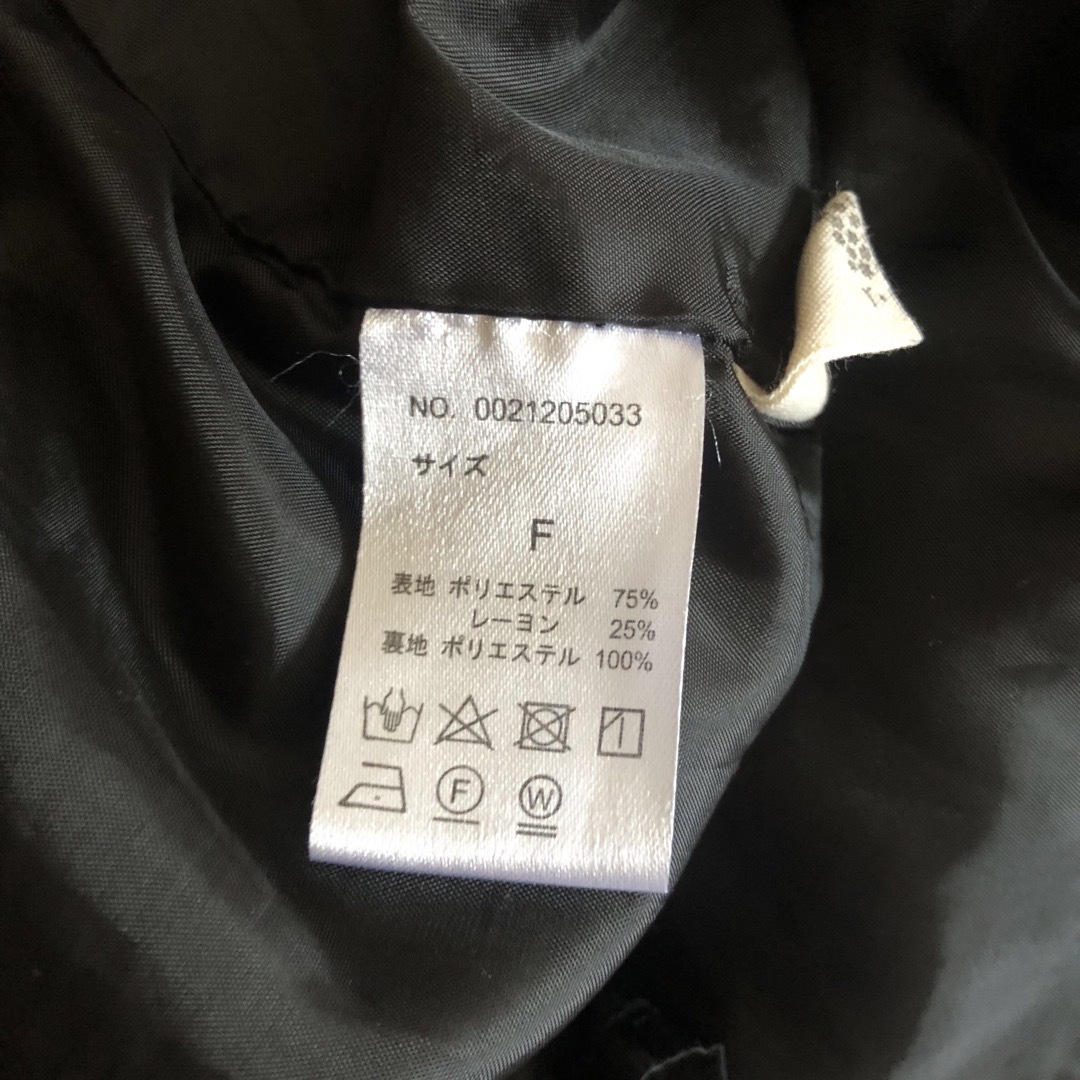 NO. 0021205033
サイズ
F
表地 ポリエステル 75%
レーヨン 25%
裏地 ポリエステル 100%
F W